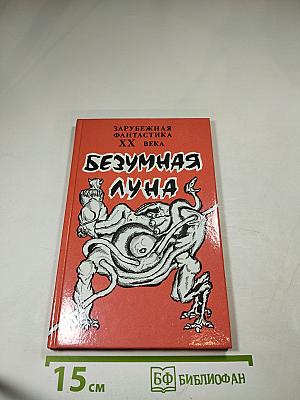 ЗАРУБЕЖНАЯ
ФАНТАСТИКА
XX ВЕКА
БЕЗУМНАЯ
ЛУНА
15 см
БФ БИБЛИОФАН